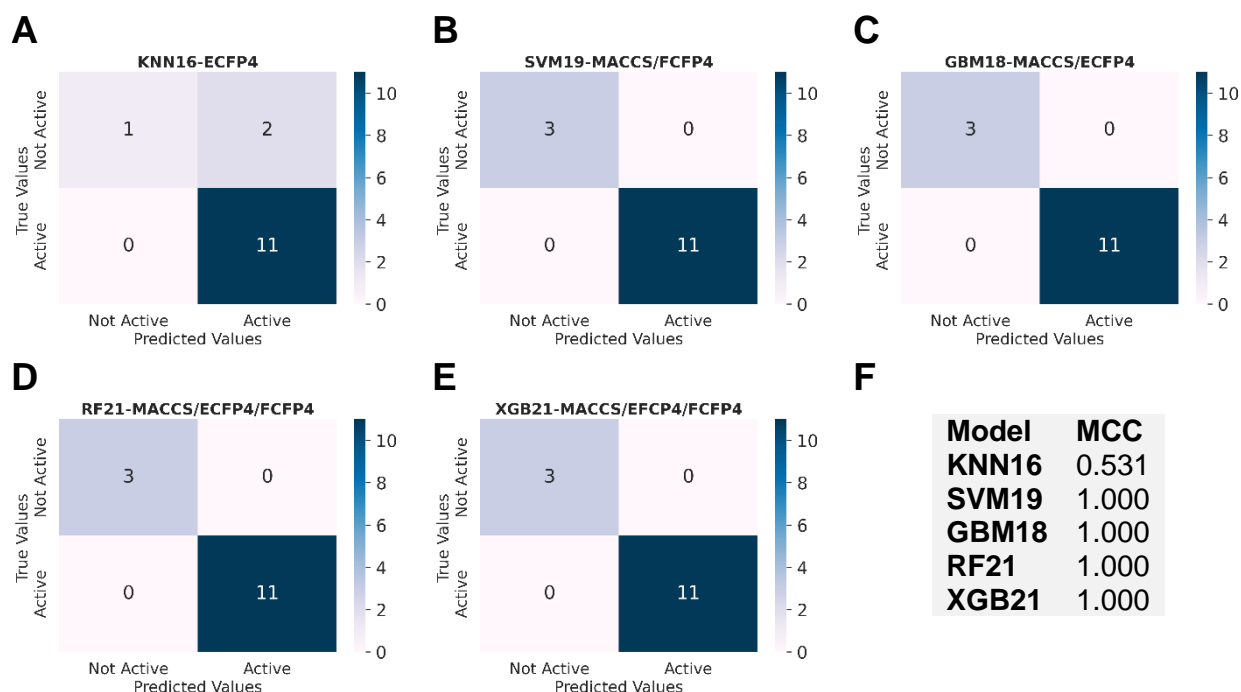 A
KNN16-ECFP4
True Values
Not Active
Active
1
2
0
11
10
8
6
4
2
0
Not Active
Active
Predicted Values
B
SVM19-MACCS/FCFP4
True Values
Not Active
Active
3
0
0
11
10
8
6
4
2
0
Not Active
Active
Predicted Values
C
GBM18-MACCS/ECFP4
True Values
Not Active
Active
3
0
0
11
10
8
6
4
2
0
Not Active
Active
Predicted Values
D
RF21-MACCS/ECFP4/FCFP4
True Values
Not Active
Active
3
0
0
11
10
8
6
4
2
0
Not Active
Active
Predicted Values
E
XGB21-MACCS/EFCP4/FCFP4
True Values
Not Active
Active
3
0
0
11
10
8
6
4
2
0
Not Active
Active
Predicted Values
F
Model MCC
KNN16 0.531
SVM19 1.000
GBM18 1.000
RF21 1.000
XGB21 1.000